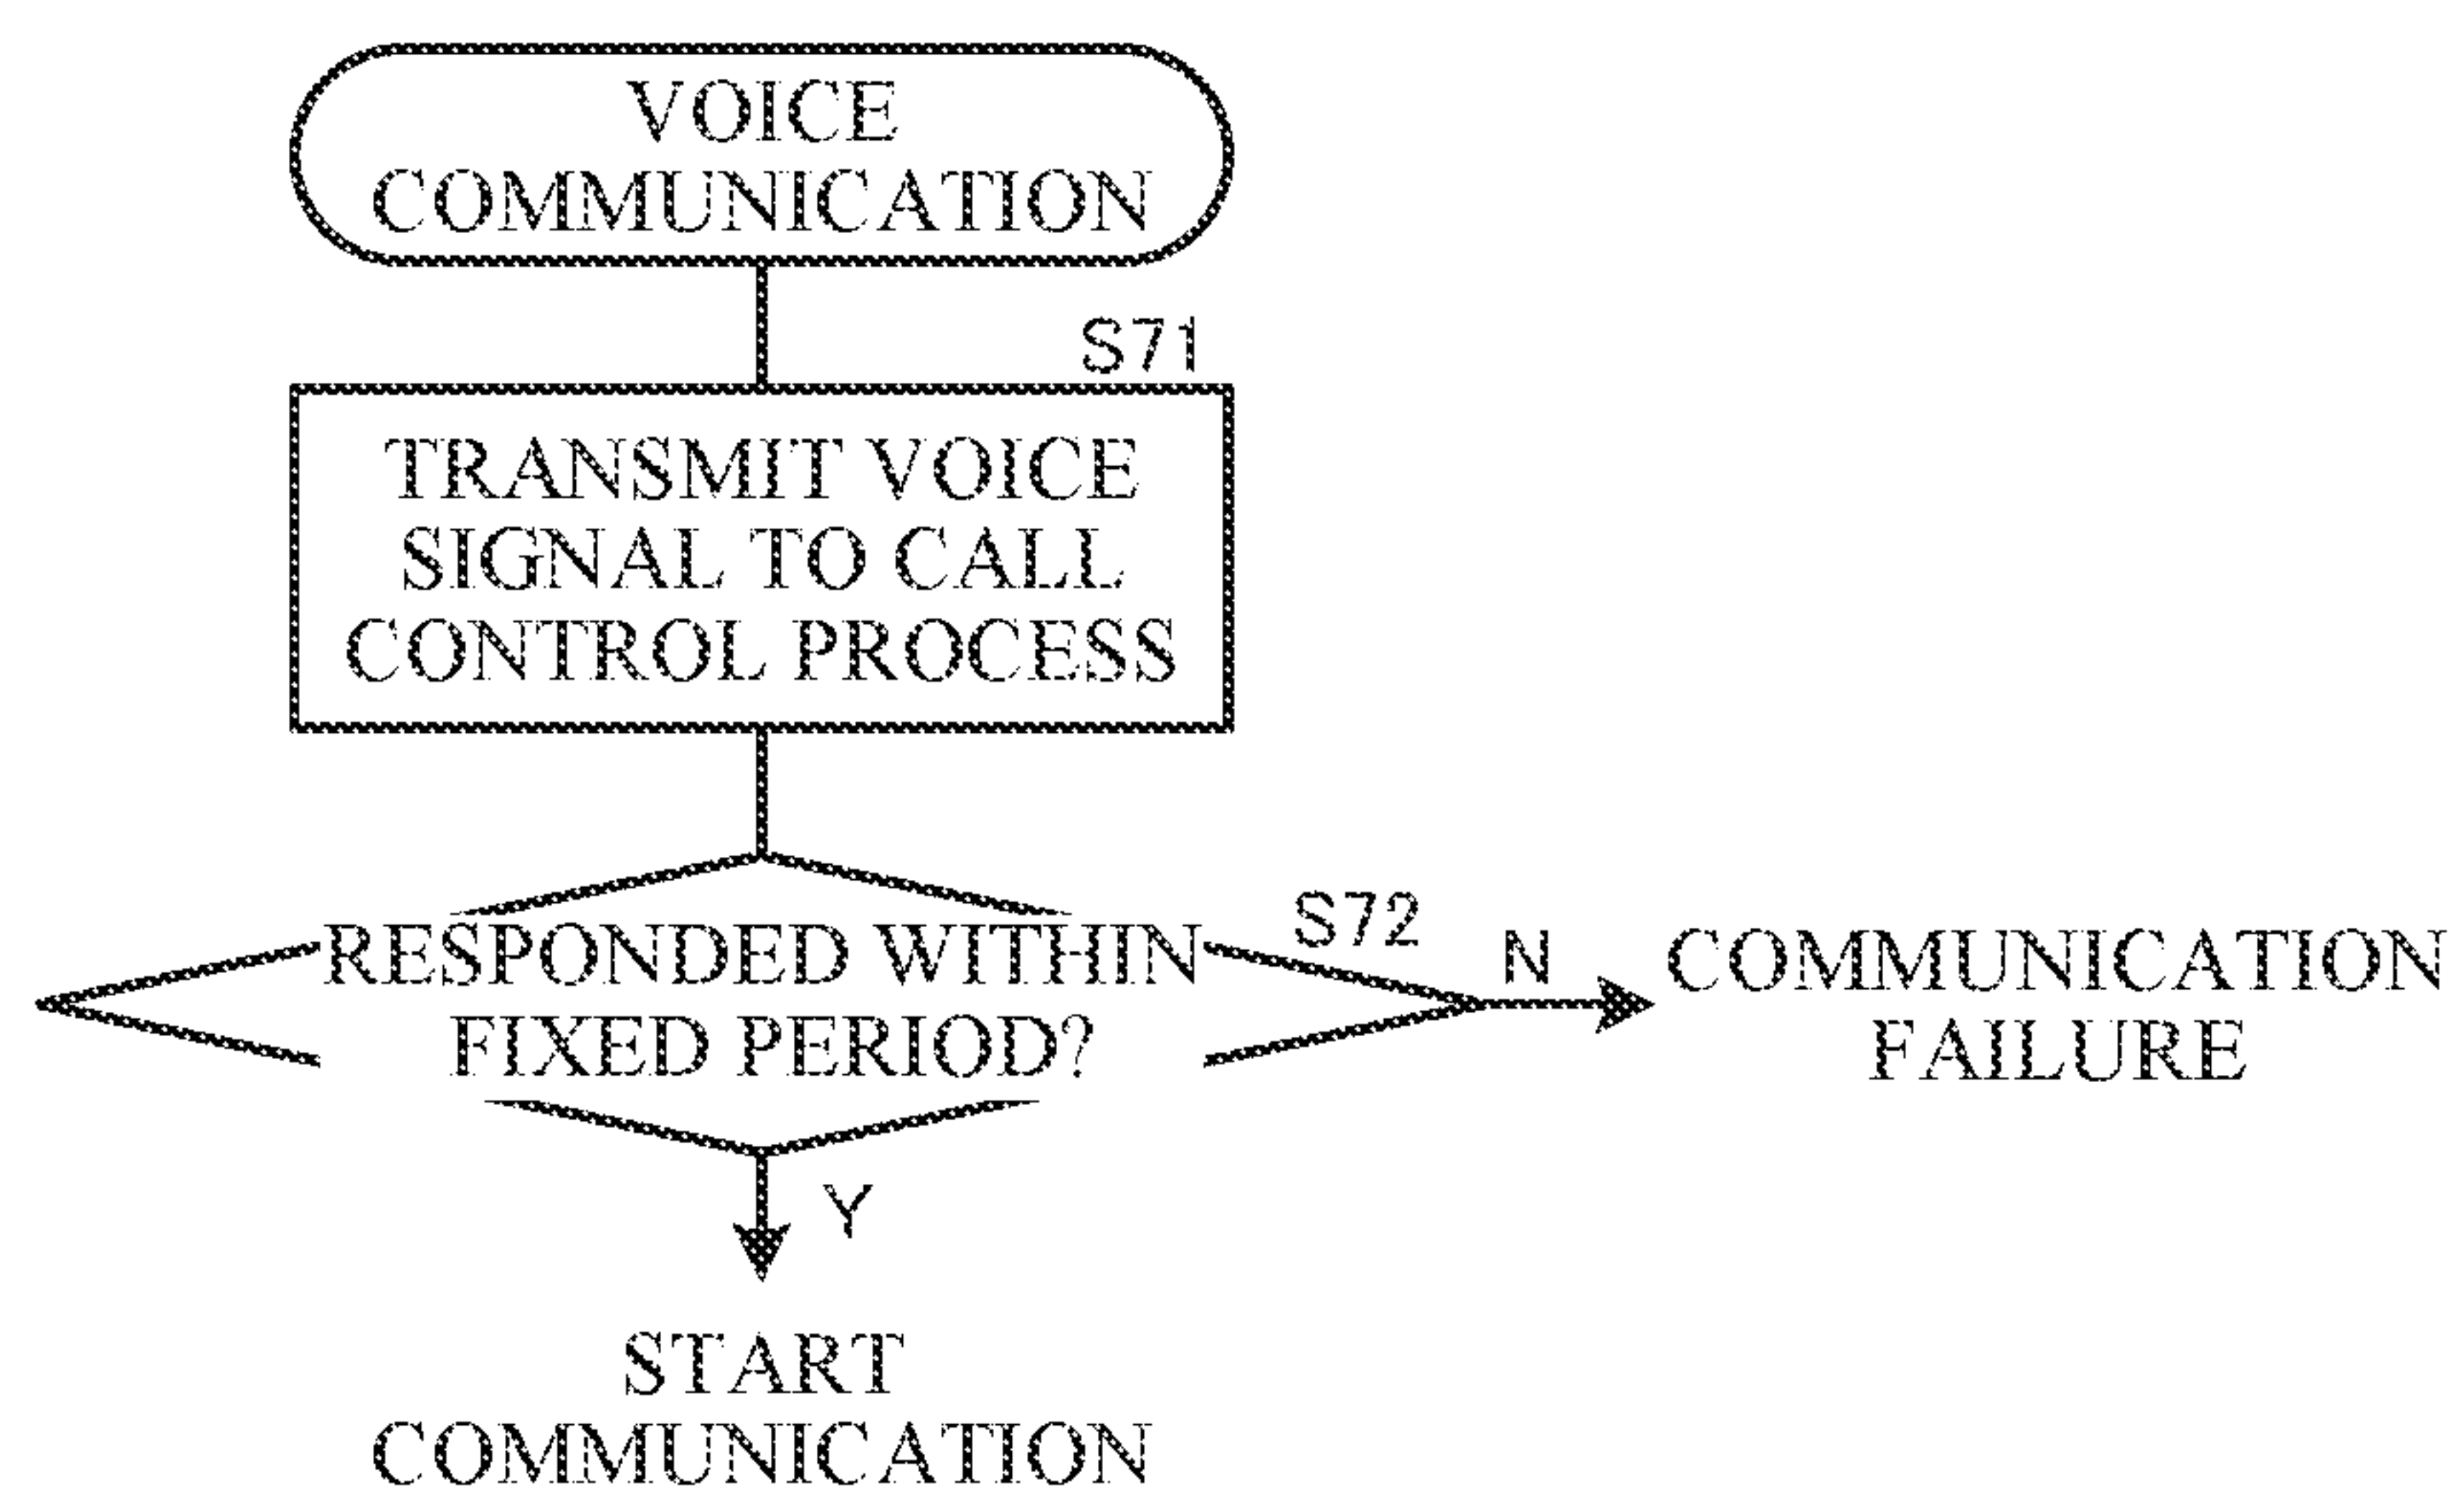 VOICE
COMMUNICATION
S71
TRANSMIT VOICE
SIGNAL TO CALL
CONTROL PROCESS
S72
RESPONDED WITHIN
FIXED PERIOD?
N
COMMUNICATION
FAILURE
Y
START
COMMUNICATION